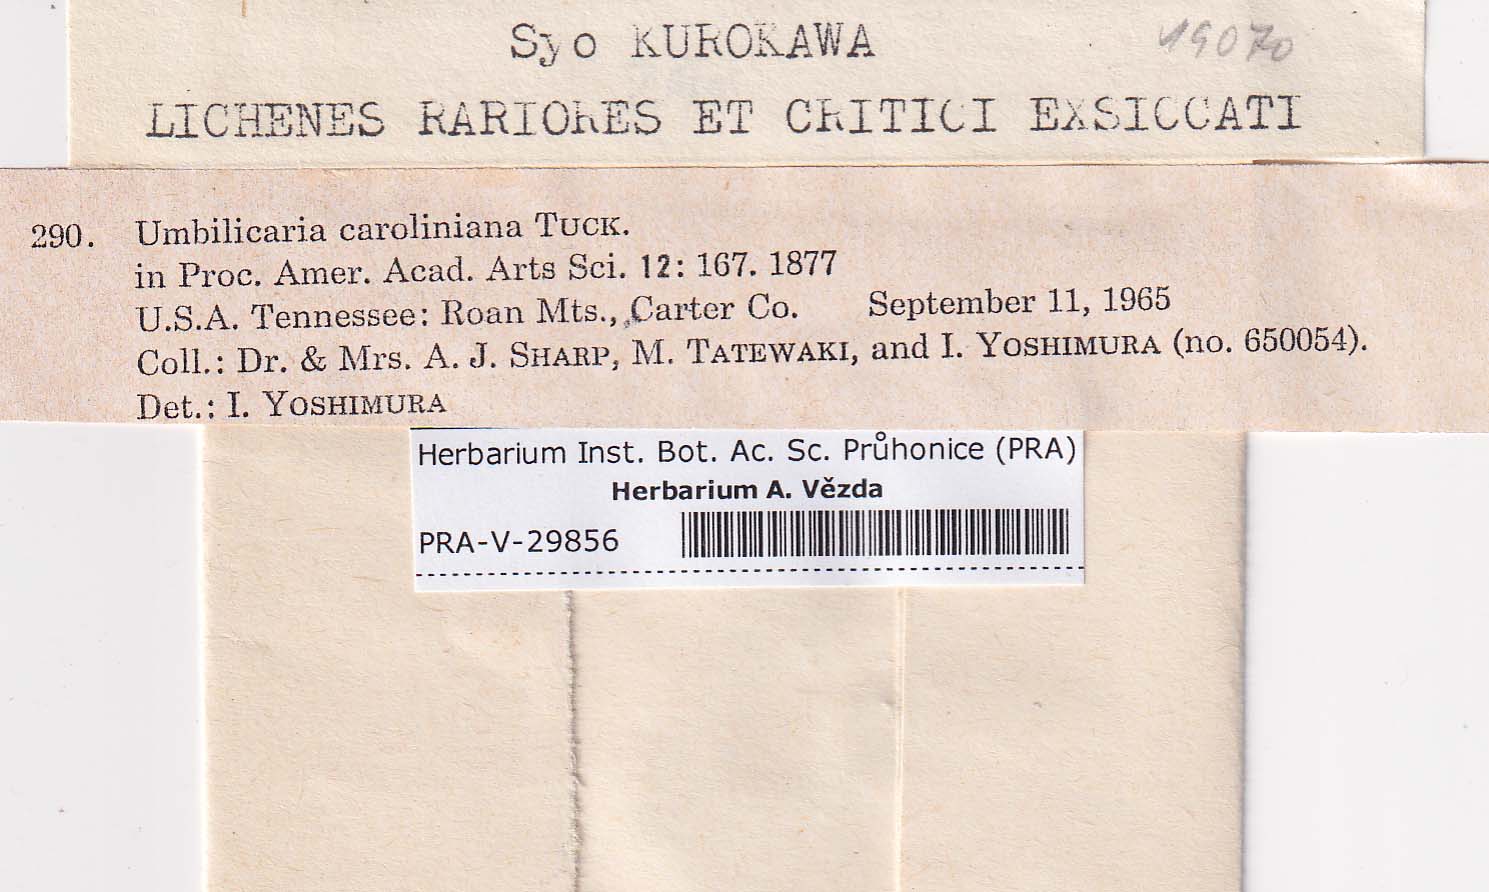 Syo KUROKAWA 19070
LICHENES RARIORES ET CRITICI EXSICCATI
290. Umbilicaria caroliniana TUCK.
in Proc. Amer. Acad. Arts Sci. 12: 167. 1877
U.S.A. Tennessee: Roan Mts., Carter Co. September 11, 1965
Coll.: Dr. & Mrs. A. J. SHARP, M. TATEWAKI, and I. YOSHIMURA (no. 650054).
Det.: I. YOSHIMURA
Herbarium Inst. Bot. Ac. Sc. Průhonice (PRA)
Herbarium A. Vězda
PRA-V-29856